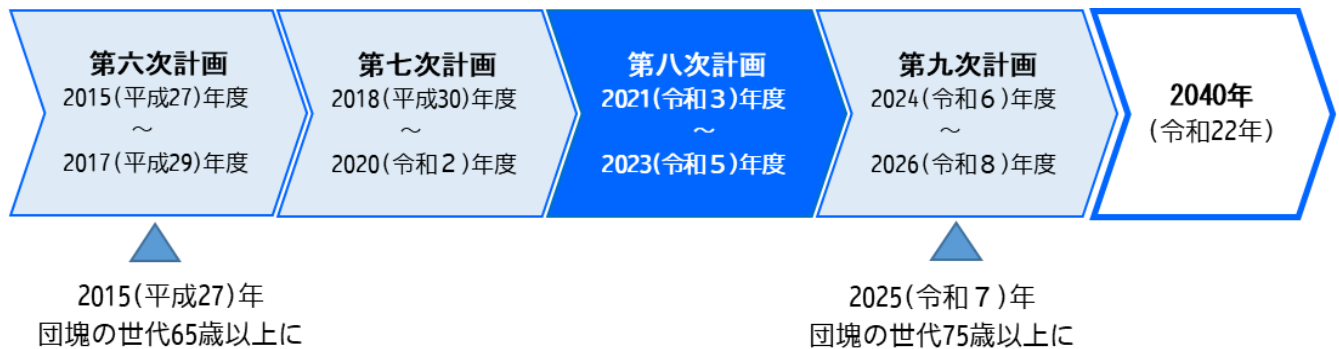 第六次計画
2015(平成27)年度
～
2017(平成29)年度
第七次計画
2018(平成30)年度
～
2020(令和２)年度
第八次計画
2021(令和３)年度
～
2023(令和５)年度
第九次計画
2024(令和６)年度
～
2026(令和８)年度
2040年
(令和22年)
2015(平成27)年
団塊の世代65歳以上に
2025(令和７)年
団塊の世代75歳以上に